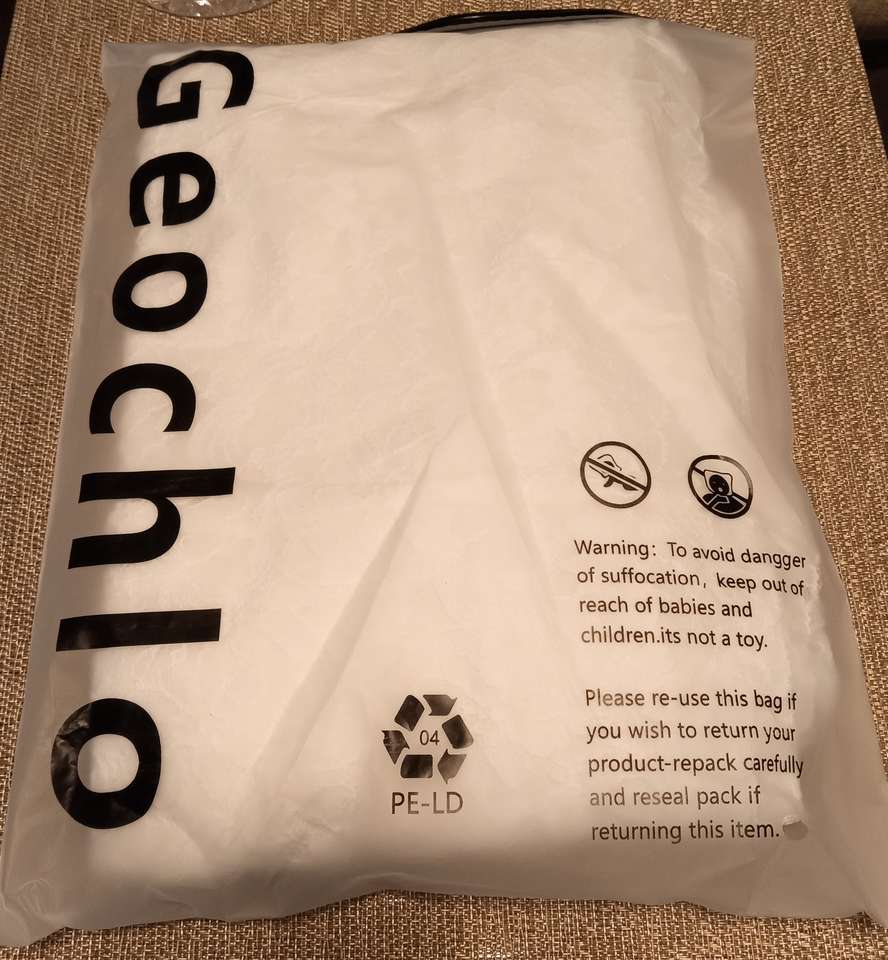 Geochlo
Warning: To avoid dangger
of suffocation, keep out of
reach of babies and
children.its not a toy.
Please re-use this bag if
you wish to return your
product-repack carefully
and reseal pack if
returning this item.
04
PE-LD